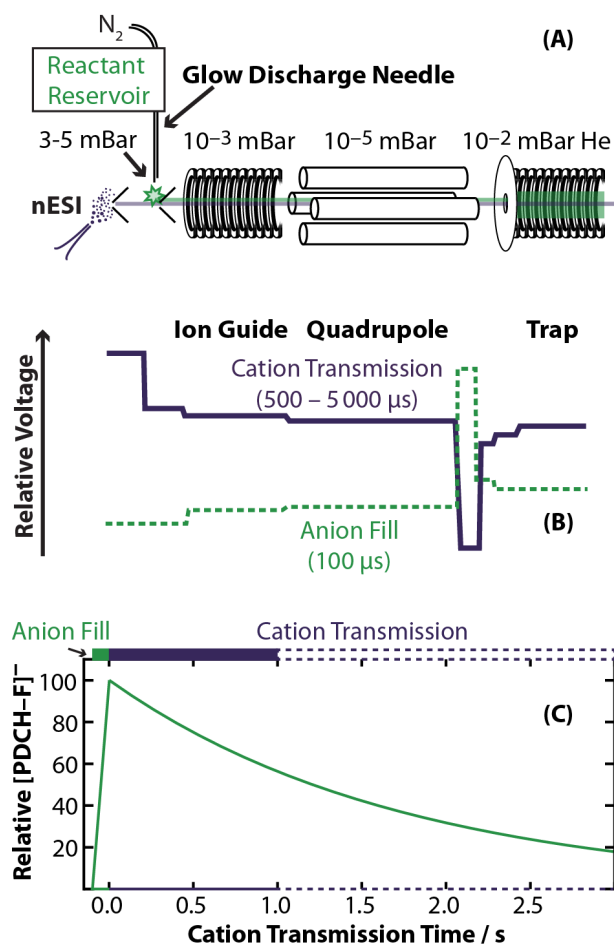 N₂
(A)
Reactant
Reservoir
Glow Discharge Needle
3-5 mBar
10⁻³ mBar
10⁻⁵ mBar
10⁻² mBar He
nESI
Ion Guide
Quadrupole
Trap
Relative Voltage
Cation Transmission
(500 – 5 000 µs)
Anion Fill
(100 µs)
(B)
Anion Fill
Cation Transmission
(C)
Relative [PDCH–F]⁻
100
80
60
40
20
0.0
0.5
1.0
1.5
2.0
2.5
Cation Transmission Time / s